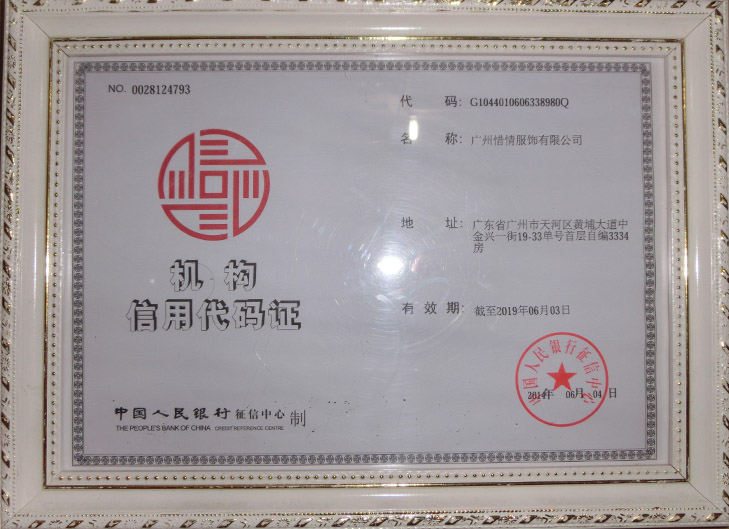 NO. 0028124793
代 码: G1044010606338980Q
名 称: 广州惜情服饰有限公司
地 址: 广东省广州市天河区黄埔大道中
金兴一街19-33单号首层自编3334
房
机 构
信用代码证
有 效 期: 截至2019年06月03日
中国人民银行征信中心
2014年 06月 04 日
中国人民银行 征信中心 制
THE PEOPLE'S BANK OF CHINA CREDIT REFERENCE CENTRE